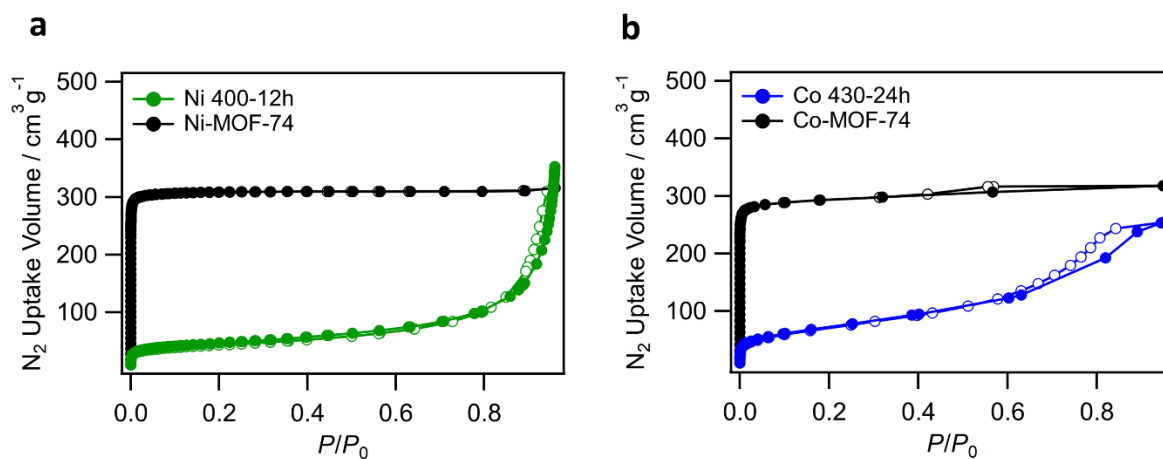 a
N₂ Uptake Volume / cm³ g⁻¹
500
400
300
200
100
Ni 400-12h
Ni-MOF-74
0.0 0.2 0.4 0.6 0.8
P/P₀
b
N₂ Uptake Volume / cm³ g⁻¹
500
400
300
200
100
0
Co 430-24h
Co-MOF-74
0.0 0.2 0.4 0.6 0.8
P/P₀